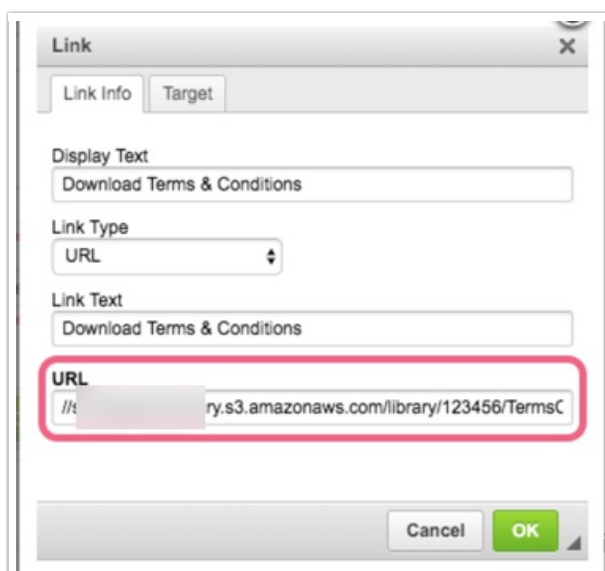 Link
Link Info Target
Display Text
Download Terms & Conditions
Link Type
URL
Link Text
Download Terms & Conditions
URL
//s ry.s3.amazonaws.com/library/123456/TermsC
Cancel OK